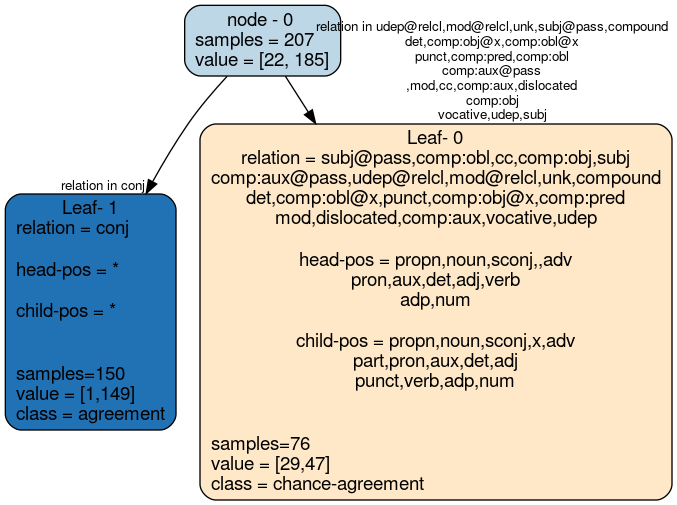 node - 0
samples = 207
value = [22, 185]
relation in udep@relcl,mod@relcl,unk,subj@pass,compound
det,comp:obj@x,comp:obl@x
punct,comp:pred,comp:obl
comp:aux@pass
,mod,cc,comp:aux,dislocated
comp:obj
vocative,udep,subj
relation in conj
Leaf- 1
relation = conj
head-pos = *
child-pos = *
samples=150
value = [1,149]
class = agreement
Leaf- 0
relation = subj@pass,comp:obl,cc,comp:obj,subj
comp:aux@pass,udep@relcl,mod@relcl,unk,compound
det,comp:obl@x,punct,comp:obj@x,comp:pred
mod,dislocated,comp:aux,vocative,udep
head-pos = propn,noun,sconj,,adv
pron,aux,det,adj,verb
adp,num
child-pos = propn,noun,sconj,x,adv
part,pron,aux,det,adj
punct,verb,adp,num
samples=76
value = [29,47]
class = chance-agreement